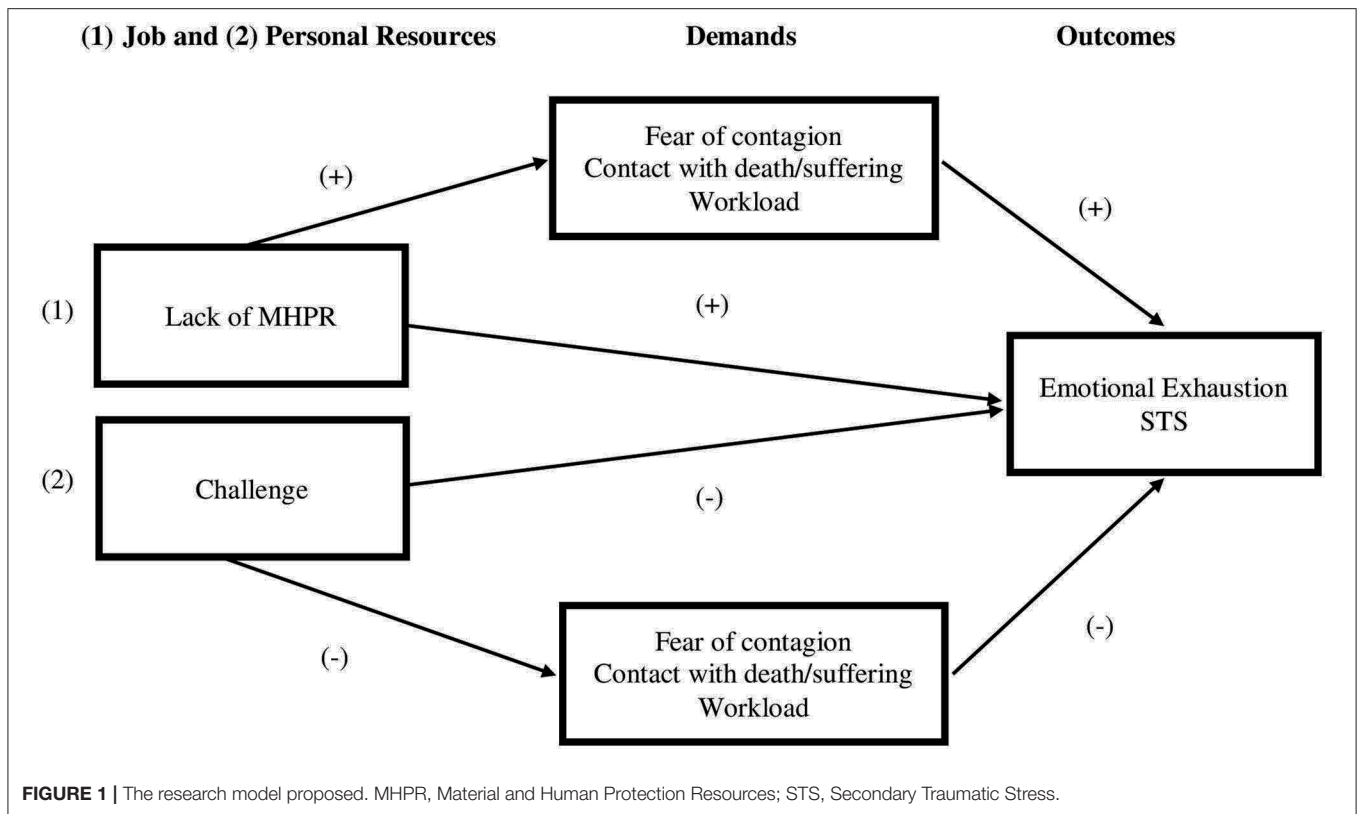 (1) Job and (2) Personal Resources
Demands
Outcomes
Fear of contagion
Contact with death/suffering
Workload
(+)
(+)
(1)
Lack of MHPR
(+)
Emotional Exhaustion
STS
(2)
Challenge
(-)
(-)
Fear of contagion
Contact with death/suffering
Workload
(-)
FIGURE 1 | The research model proposed. MHPR, Material and Human Protection Resources; STS, Secondary Traumatic Stress.